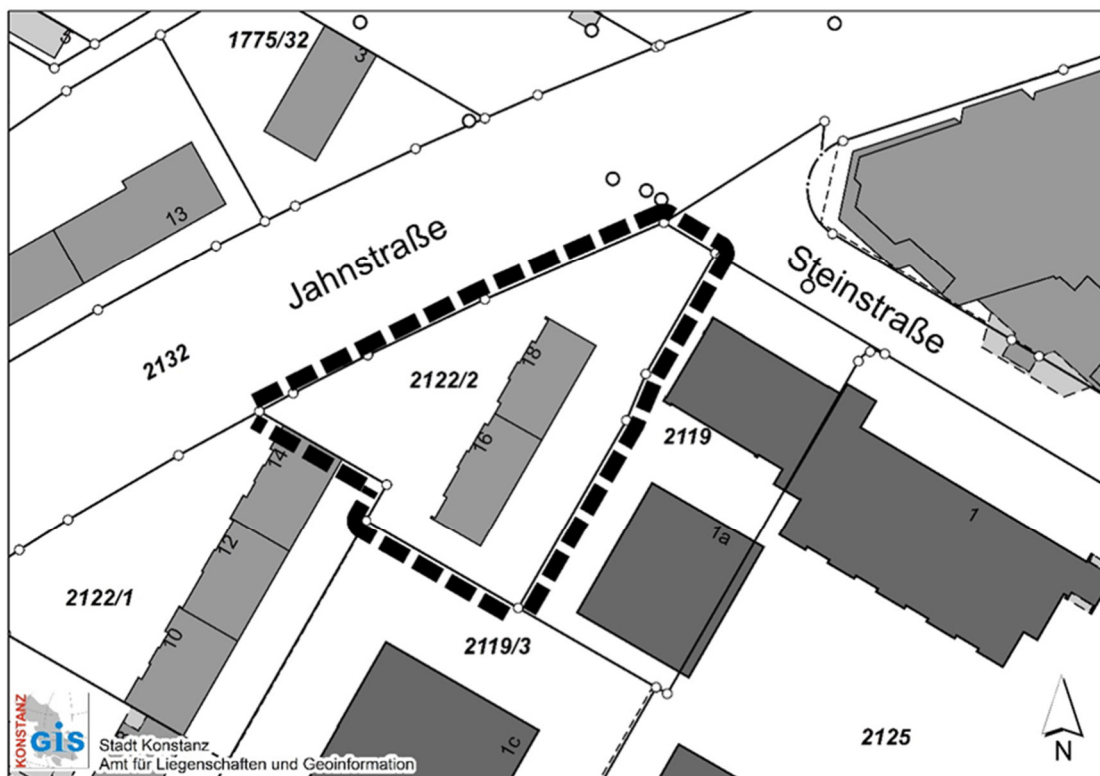 5
1775/32
3
13
Jahnstraße
Steinstraße
2132
2122/2
18
16
2119
14
12
10
1a
1
2122/1
2119/3
1c
2125
N
KONSTANZ
GiS
Stadt Konstanz
Amt für Liegenschaften und Geoinformation